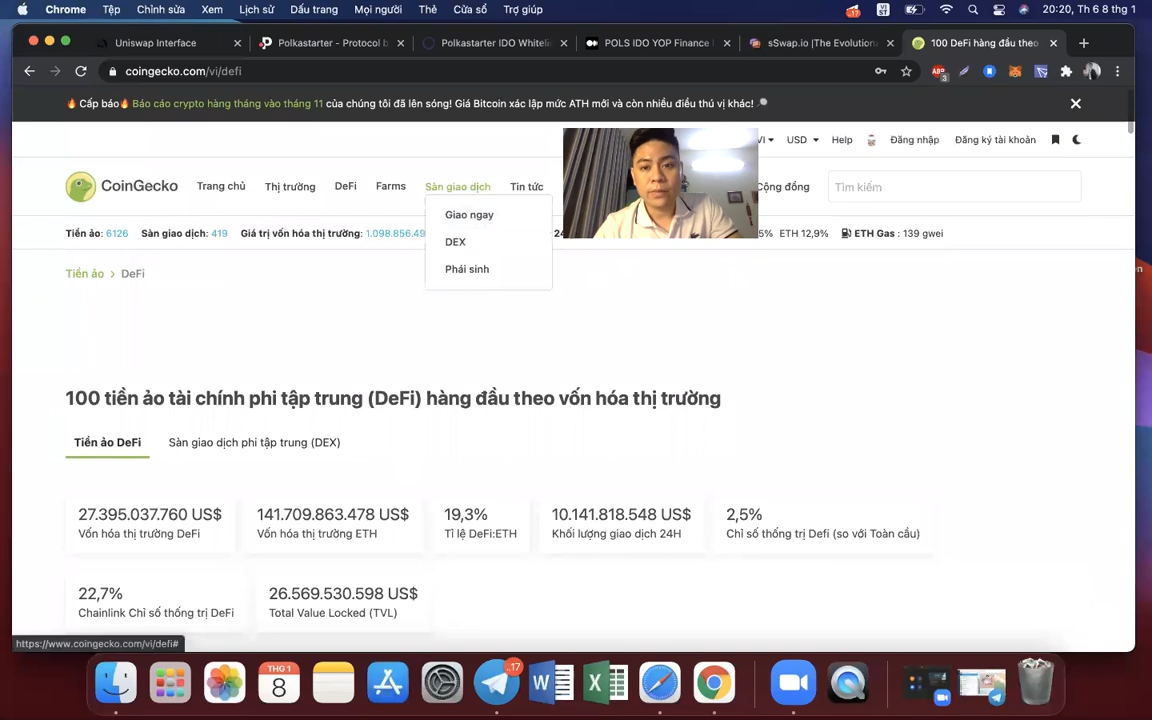 Chrome Tệp Chỉnh sửa Xem Lịch sử Dấu trang Mọi người Thẻ Cửa sổ Trợ giúp 17 VI ST 20:20, Th 6 8 thg 1
Uniswap Interface Polkastarter - Protocol b Polkastarter IDO Whiteli POLS IDO YOP Finance sSwap.io |The Evolution 100 DeFi hàng đầu theo
coingecko.com/vi/defi ABP 3
🔥 Cấp báo🔥 Báo cáo crypto hàng tháng vào tháng 11 của chúng tôi đã lên sóng! Giá Bitcoin xác lập mức ATH mới và còn nhiều điều thú vị khác! 🔎
VI USD Help Đăng nhập Đăng ký tài khoản
CoinGecko Trang chủ Thị trường DeFi Farms Sàn giao dịch Tin tức Cộng đồng Tìm kiếm
Giao ngay
Tiền ảo: 6126 Sàn giao dịch: 419 Giá trị vốn hóa thị trường: 1.098.856.49 24 5% ETH 12,9% ETH Gas : 139 gwei
DEX
Phái sinh
Tiền ảo > DeFi
100 tiền ảo tài chính phi tập trung (DeFi) hàng đầu theo vốn hóa thị trường
Tiền ảo DeFi Sàn giao dịch phi tập trung (DEX)
27.395.037.760 US$ 141.709.863.478 US$ 19,3% 10.141.818.548 US$ 2,5%
Vốn hóa thị trường DeFi Vốn hóa thị trường ETH Tỉ lệ DeFi:ETH Khối lượng giao dịch 24H Chỉ số thống trị Defi (so với Toàn cầu)
22,7% 26.569.530.598 US$
Chainlink Chỉ số thống trị DeFi Total Value Locked (TVL)
https://www.coingecko.com/vi/defi#
THG 1
8
17
W X